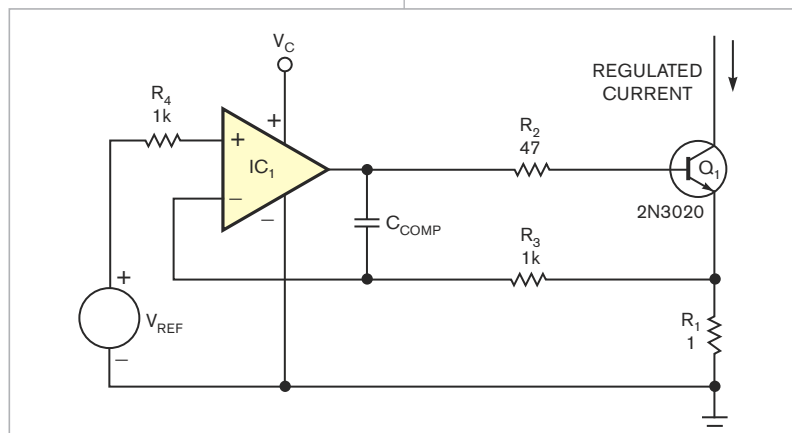 V_C
R_4
1k
+
+
IC_1
−
−
R_2
47
REGULATED
CURRENT
Q_1
2N3020
C_COMP
R_3
1k
+
V_REF
−
R_1
1